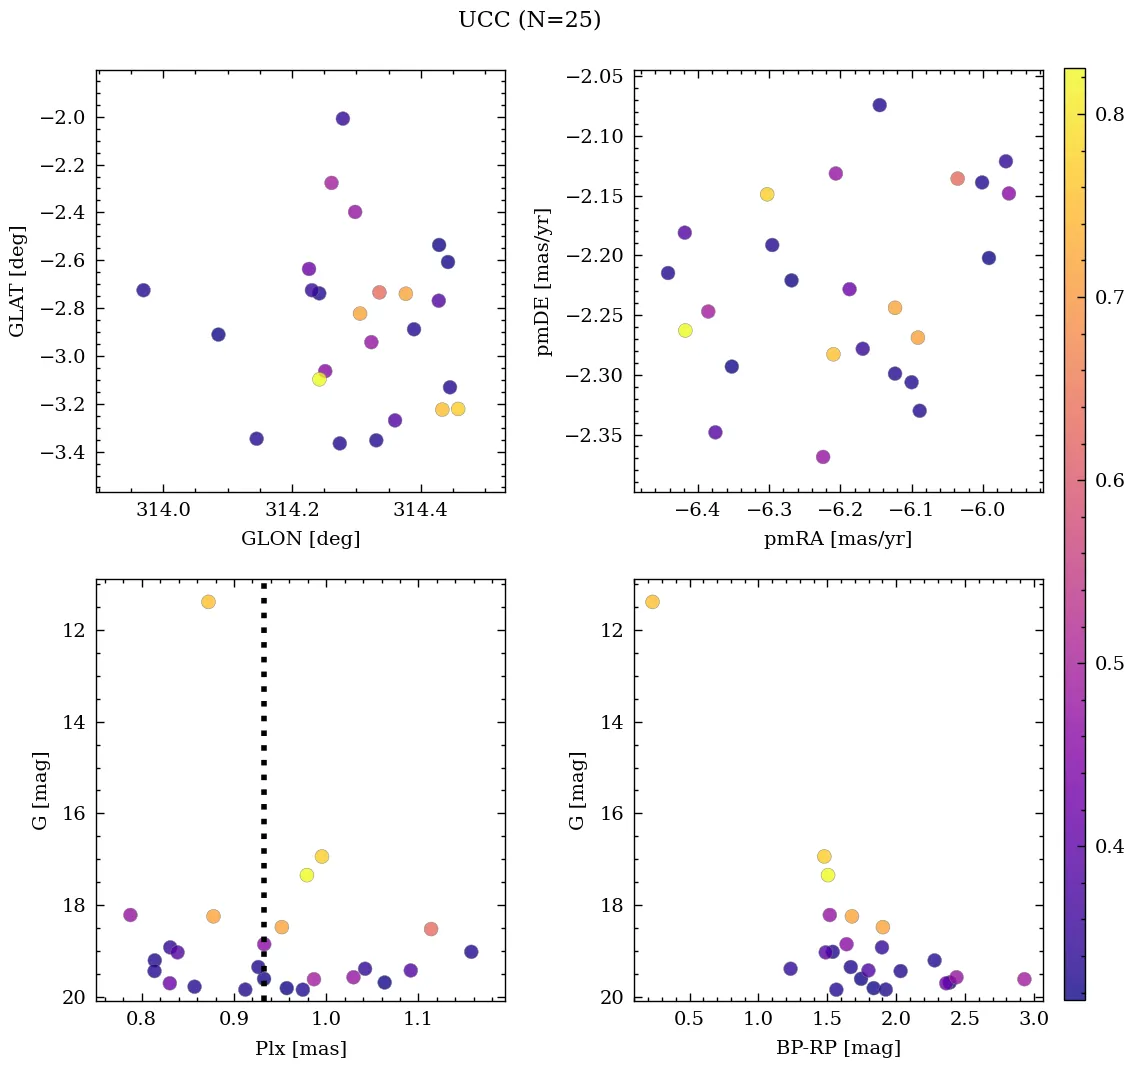 UCC (N=25)
−2.0
−2.2
−2.4
−2.6
−2.8
−3.0
−3.2
−3.4
GLAT [deg]
314.0 314.2 314.4
GLON [deg]
−2.05
−2.10
−2.15
−2.20
−2.25
−2.30
−2.35
pmDE [mas/yr]
−6.4 −6.3 −6.2 −6.1 −6.0
pmRA [mas/yr]
0.8
0.7
0.6
0.5
0.4
12
14
16
18
20
G [mag]
0.8 0.9 1.0 1.1
Plx [mas]
12
14
16
18
20
G [mag]
0.5 1.0 1.5 2.0 2.5 3.0
BP-RP [mag]